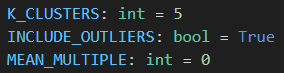 K_CLUSTERS: int = 5
INCLUDE_OUTLIERS: bool = True
MEAN_MULTIPLE: int = 0